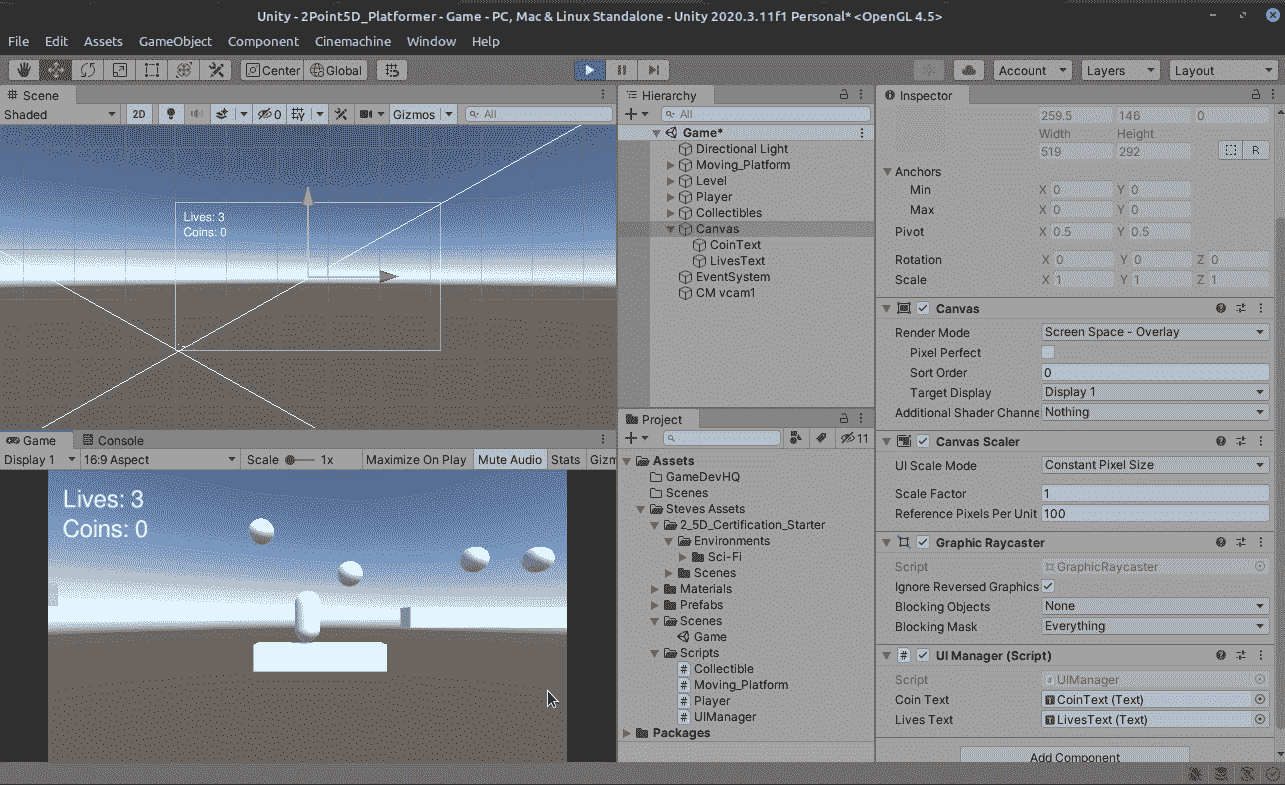 Unity - 2Point5D_Platformer - Game - PC, Mac & Linux Standalone - Unity 2020.3.11f1 Personal* <OpenGL 4.5>
File Edit Assets GameObject Component Cinemachine Window Help
Center Global Account Layers Layout
Scene
Shaded 2D 0 Gizmos All
Lives: 3
Coins: 0
Game Console
Display 1 16:9 Aspect Scale 1x Maximize On Play Mute Audio Stats Gizm
Lives: 3
Coins: 0
Hierarchy
All
Game*
Directional Light
Moving_Platform
Level
Player
Collectibles
Canvas
CoinText
LivesText
EventSystem
CM vcam1
Project
11
Assets
GameDevHQ
Scenes
Steves Assets
2_5D_Certification_Starter
Environments
Sci-Fi
Scenes
Materials
Prefabs
Scenes
Game
Scripts
Collectible
Moving_Platform
Player
UIManager
Packages
Inspector
259.5 146 0
Width Height
519 292
R
Anchors
Min X 0 Y 0
Max X 0 Y 0
Pivot X 0.5 Y 0.5
Rotation X 0 Y 0 Z 0
Scale X 1 Y 1 Z 1
Canvas
Render Mode Screen Space - Overlay
Pixel Perfect
Sort Order 0
Target Display Display 1
Additional Shader Channe Nothing
Canvas Scaler
UI Scale Mode Constant Pixel Size
Scale Factor 1
Reference Pixels Per Unit 100
Graphic Raycaster
Script GraphicRaycaster
Ignore Reversed Graphics
Blocking Objects None
Blocking Mask Everything
# UI Manager (Script)
Script UIManager
Coin Text CoinText (Text)
Lives Text LivesText (Text)
Add Component